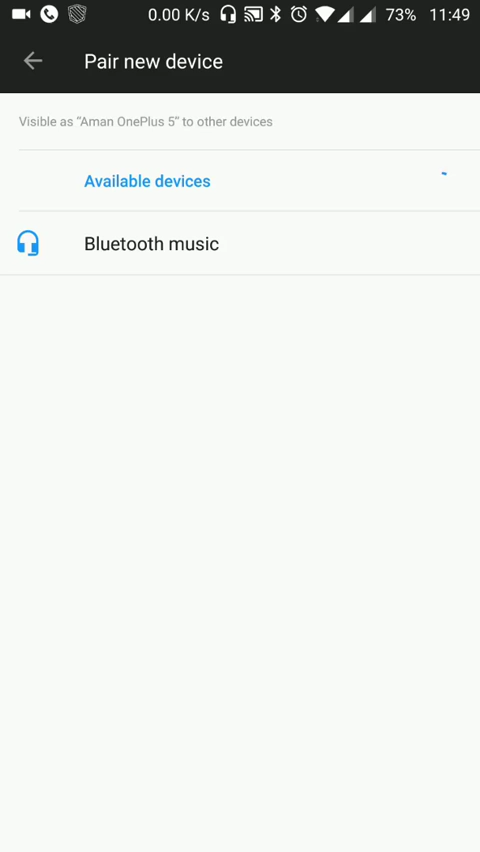 0.00 K/s 73% 11:49
Pair new device
Visible as "Aman OnePlus 5" to other devices
Available devices
Bluetooth music